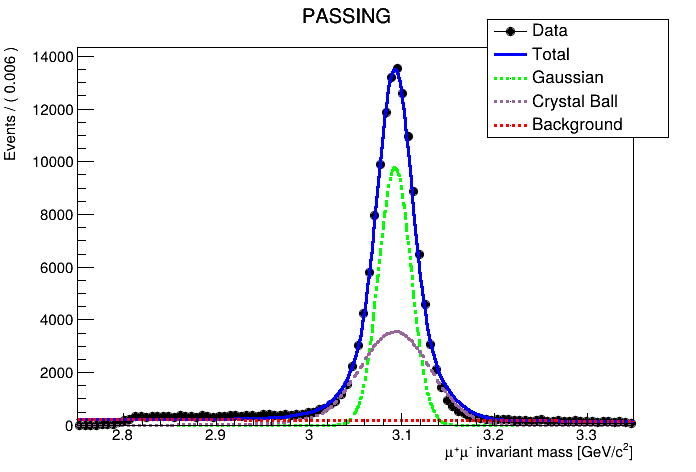 PASSING
Data
Total
Gaussian
Crystal Ball
Background
Events / ( 0.006 )
14000
12000
10000
8000
6000
4000
2000
0
2.8 2.9 3 3.1 3.2 3.3
μ⁺μ⁻ invariant mass [GeV/c²]